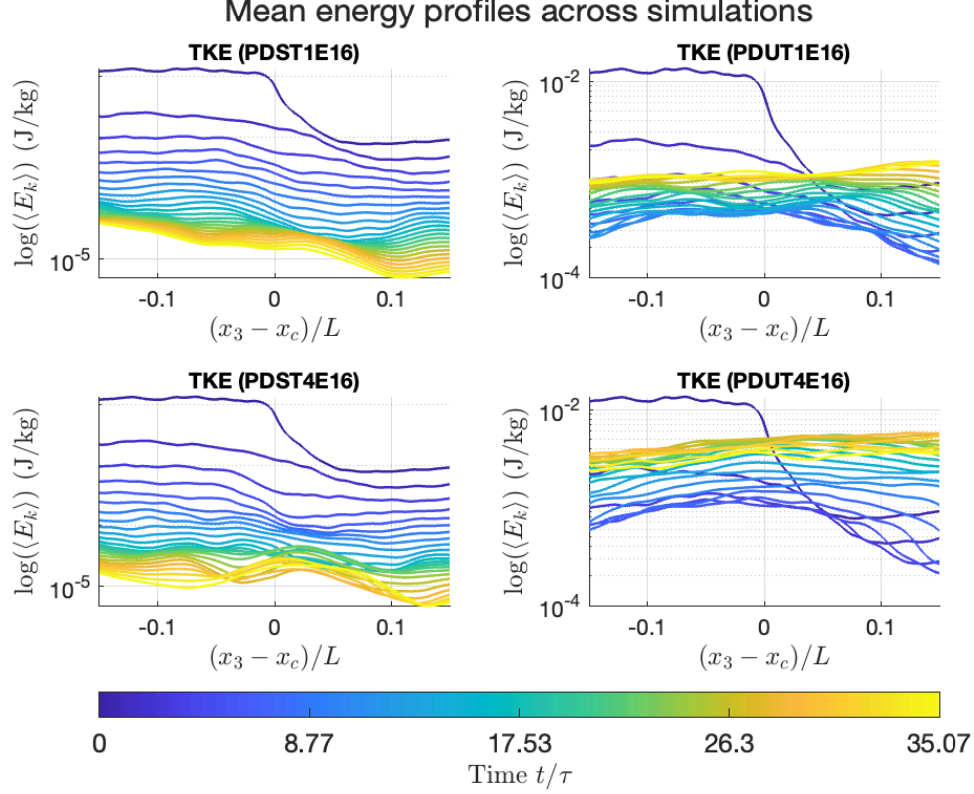 Mean energy profiles across simulations
TKE (PDST1E16)
log(⟨E_k⟩) (J/kg)
10^-5
-0.1 0 0.1
(x_3 − x_c)/L
TKE (PDUT1E16)
log(⟨E_k⟩) (J/kg)
10^-2
10^-4
-0.1 0 0.1
(x_3 − x_c)/L
TKE (PDST4E16)
log(⟨E_k⟩) (J/kg)
10^-5
-0.1 0 0.1
(x_3 − x_c)/L
TKE (PDUT4E16)
log(⟨E_k⟩) (J/kg)
10^-2
10^-4
-0.1 0 0.1
(x_3 − x_c)/L
0 8.77 17.53 26.3 35.07
Time t/τ